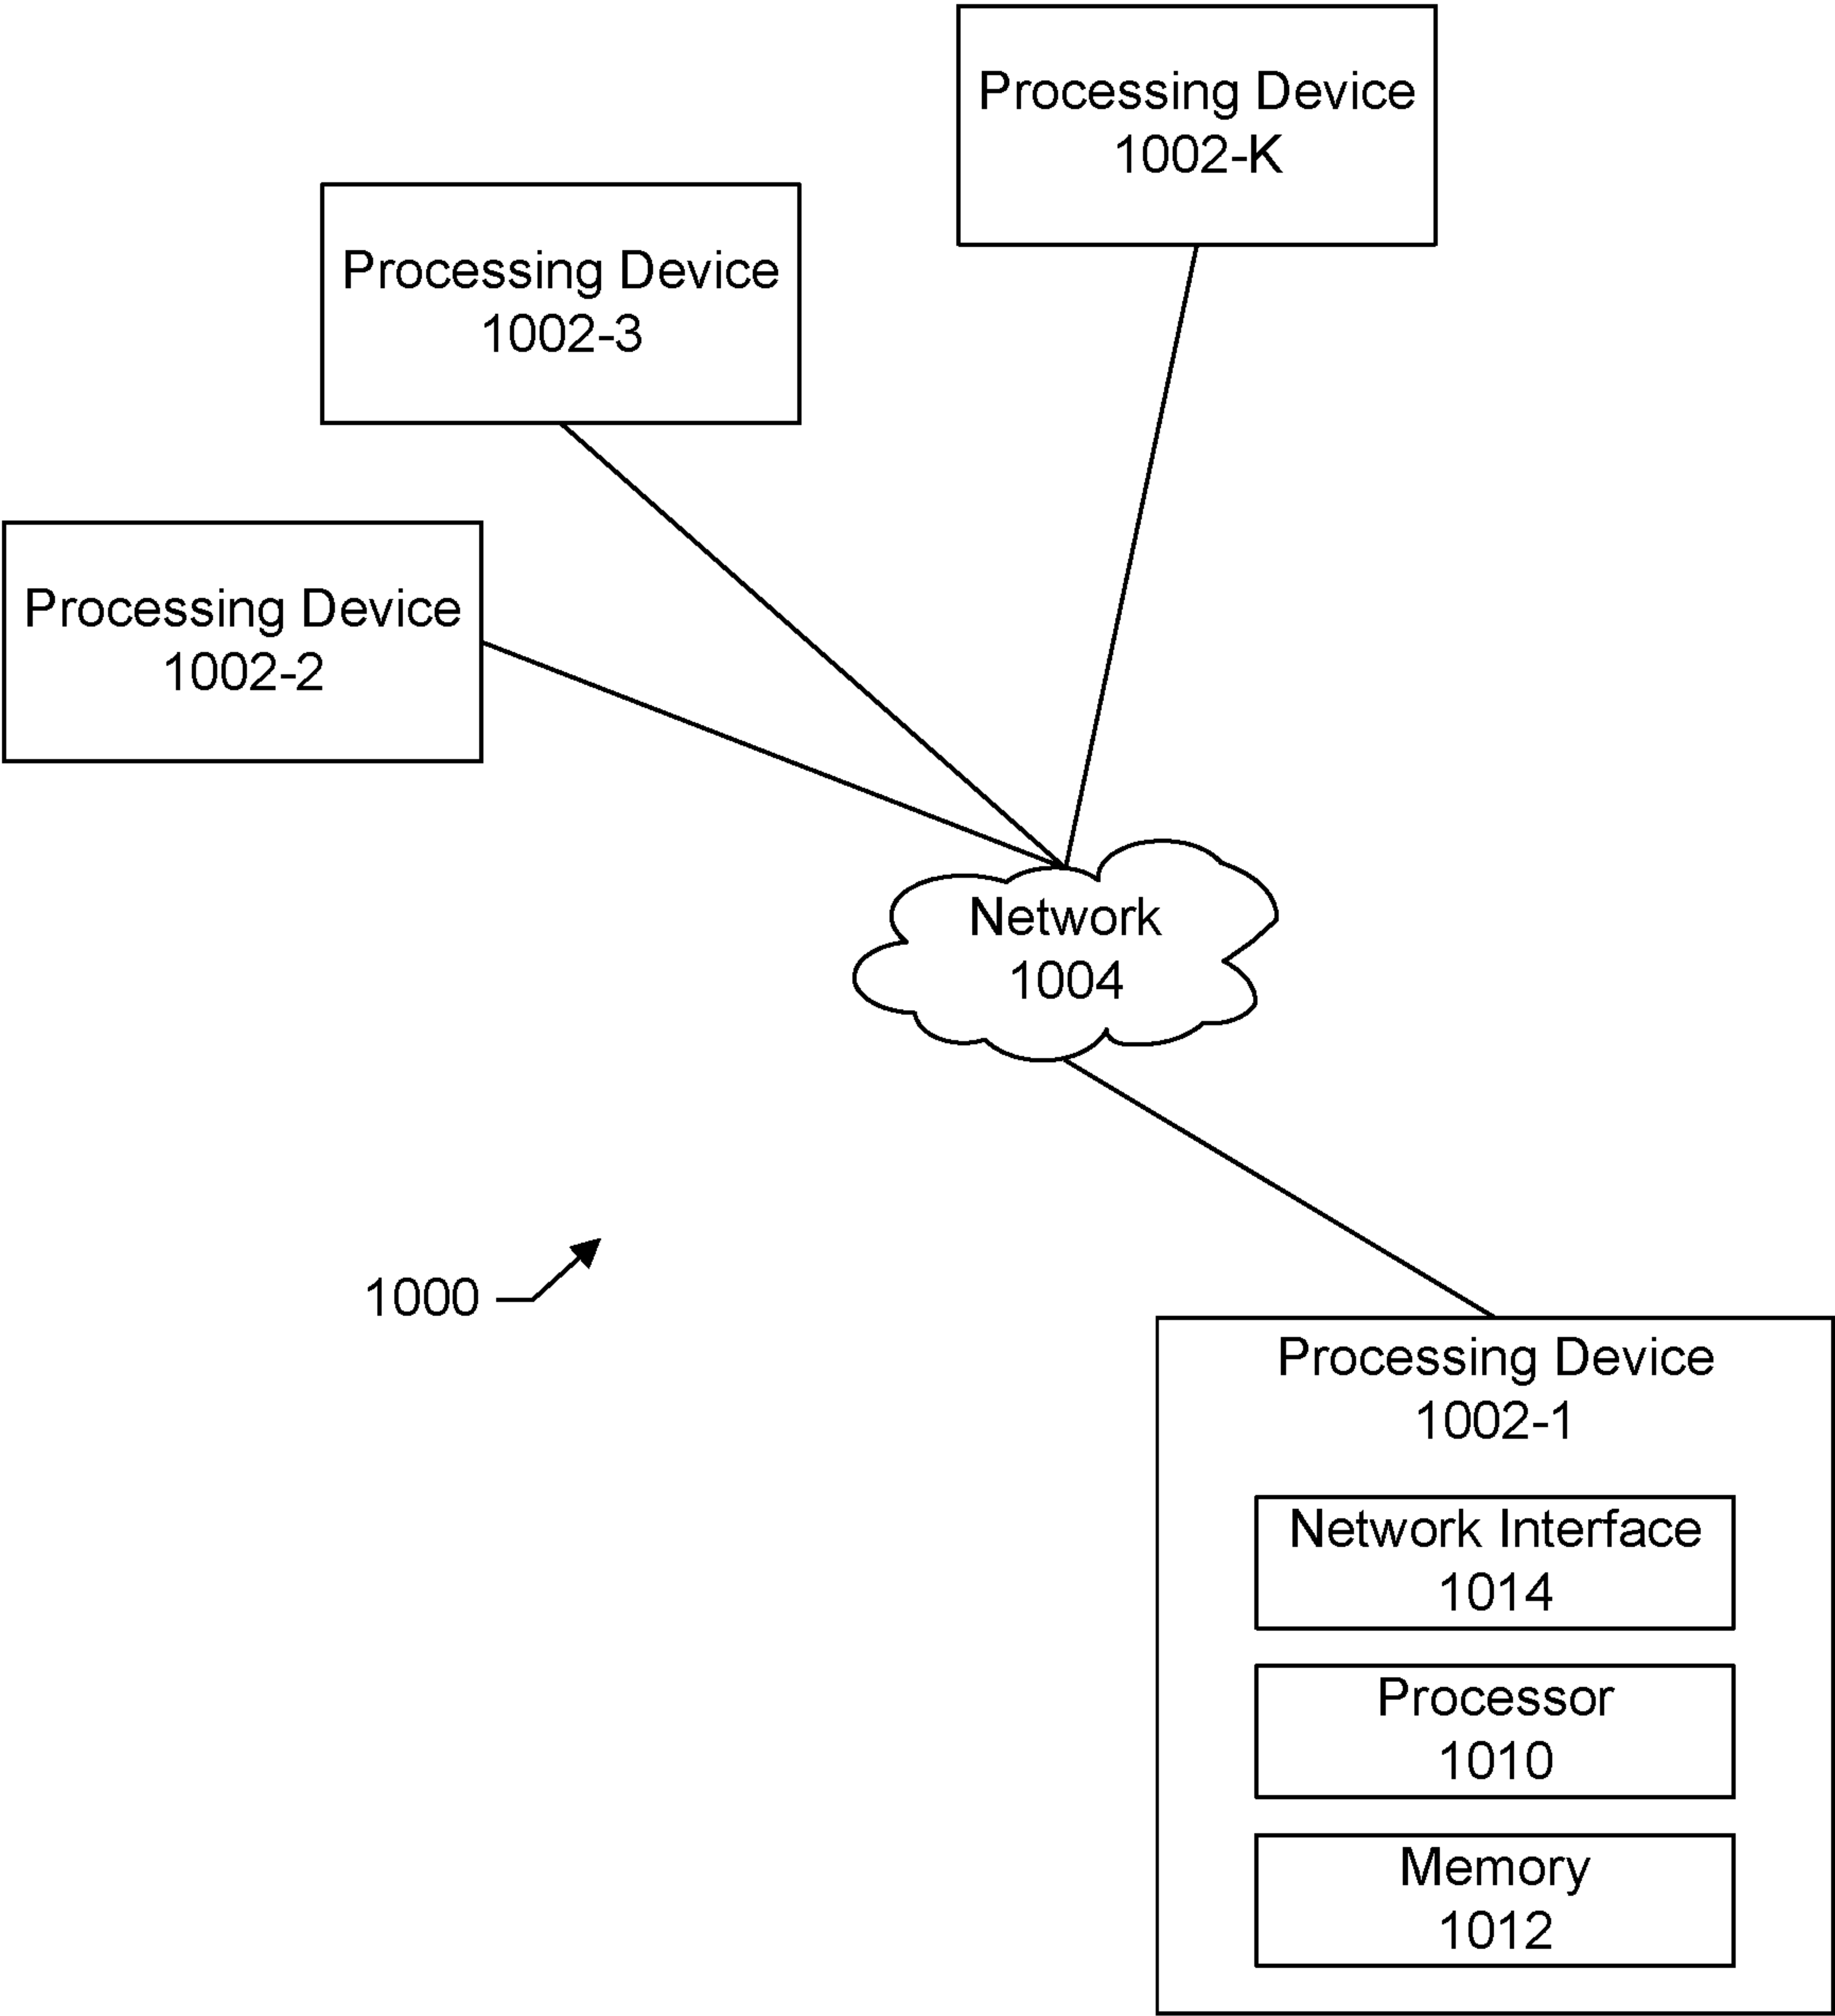 Processing Device
1002-K
Processing Device
1002-3
Processing Device
1002-2
Network
1004
1000
Processing Device
1002-1
Network Interface
1014
Processor
1010
Memory
1012